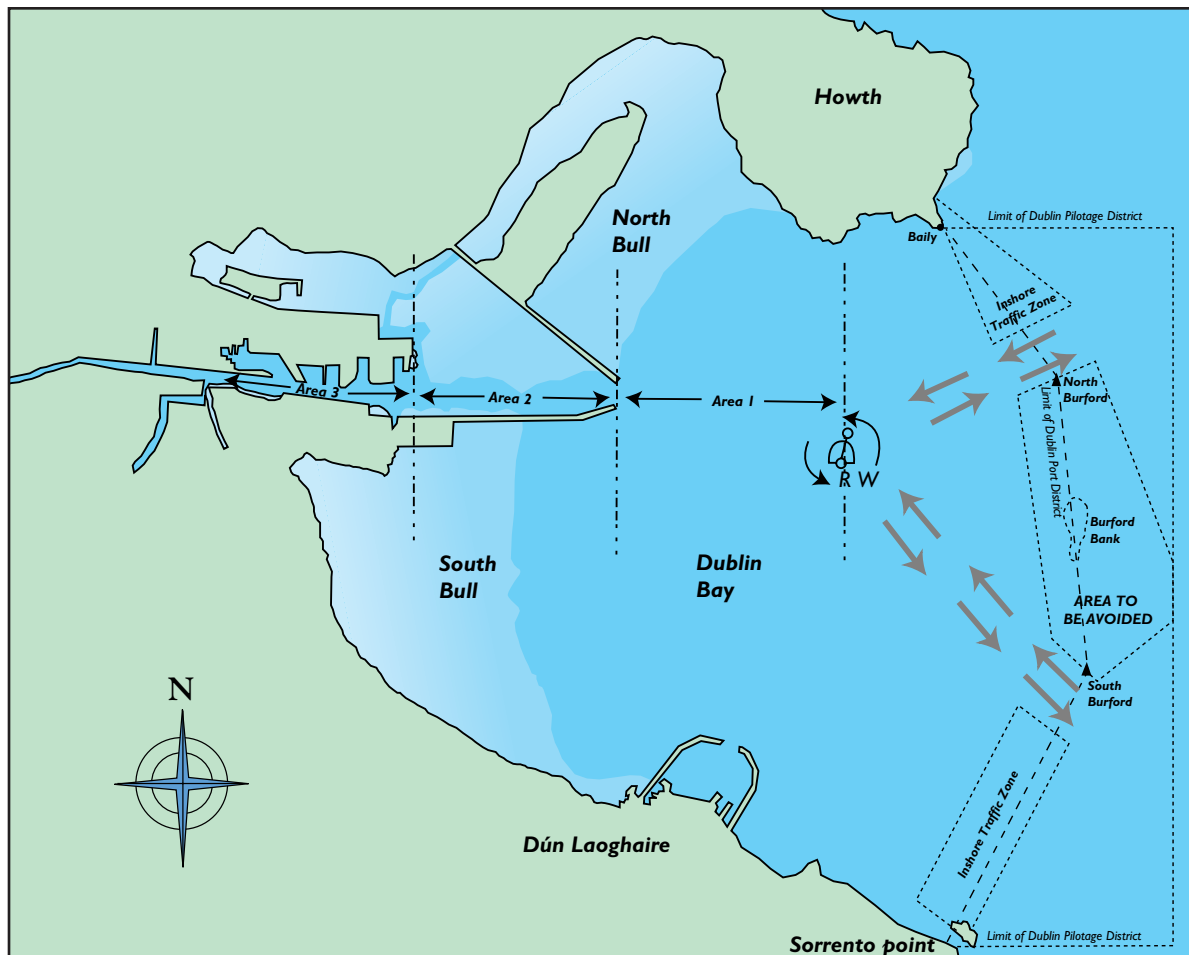 Howth
North
Bull
Limit of Dublin Pilotage District
Baily
Inshore
Traffic Zone
North
Burford
Limit of Dublin Port District
Area 3
Area 2
Area 1
R W
Burford
Bank
South
Bull
Dublin
Bay
AREA TO
BE AVOIDED
South
Burford
N
Inshore Traffic Zone
Dún Laoghaire
Sorrento point
Limit of Dublin Pilotage District